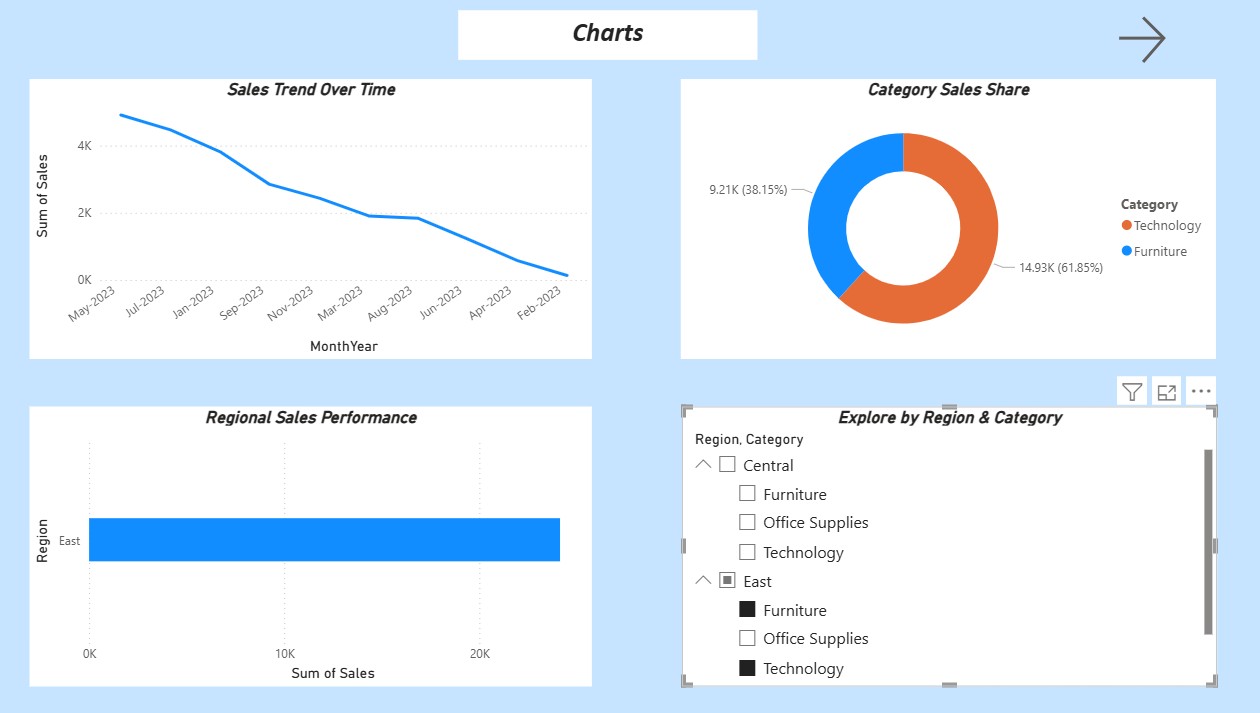 Charts
Sales Trend Over Time
Sum of Sales
4K
2K
0K
May-2023 Jul-2023 Jan-2023 Sep-2023 Nov-2023 Mar-2023 Aug-2023 Jun-2023 Apr-2023 Feb-2023
MonthYear
Category Sales Share
9.21K (38.15%)
14.93K (61.85%)
Category
Technology
Furniture
Regional Sales Performance
Region
East
0K 10K 20K
Sum of Sales
Explore by Region & Category
Region, Category
Central
Furniture
Office Supplies
Technology
East
Furniture
Office Supplies
Technology